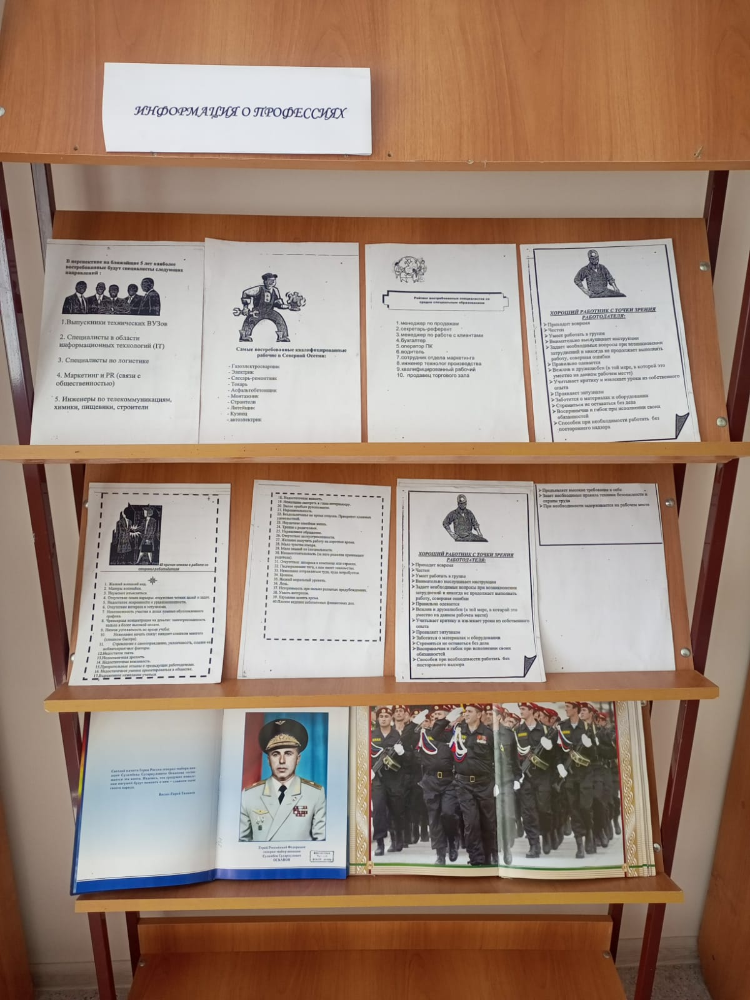 ИНФОРМАЦИЯ О ПРОФЕССИЯХ
В перспективе на ближайшие 5 лет наиболее
востребованные будут специалисты следующих
направлений :
1.Выпускники технических ВУЗов
2. Специалисты в области
информационных технологий (IT)
3. Специалисты по логистике
4. Маркетинг и PR (связи с
общественностью)
5. Инженеры по телекоммуникациям,
химики, пищевики, строители
Самые востребованные квалифицированные
рабочие в Северной Осетии:
- Газоэлектросварщик
- Электрик
- Слесарь-ремонтник
- Токарь
- Асфальтобетонщик
- Монтажник
- Строители
- Литейщик
- Кузнец
- автоэлектрик
Рейтинг востребованных специалистов со
средне специальным образованием
1.менеджер по продажам
2.секретарь-референт
3.менеджер по работе с клиентами
4.бухгалтер
5.оператор ПК
6.водитель
7.сотрудник отдела маркетинга
8.инженер технолог производства
9.квалифицированный рабочий
10. продавец торгового зала
ХОРОШИЙ РАБОТНИК С ТОЧКИ ЗРЕНИЯ
РАБОТОДАТЕЛЯ:
➢Приходит вовремя
➢Честен
➢Умеет работать в группе
➢Внимательно выслушивает инструкции
➢Задает необходимые вопросы при возникновении
затруднений и никогда не продолжает выполнять
работу, совершая ошибки
➢Правильно одевается
➢Вежлив и дружелюбен (в той мере, в которой это
уместно на данном рабочем месте)
➢Учитывает критику и извлекает уроки из собственного
опыта
➢Проявляет энтузиазм
➢Заботится о материалах и оборудовании
➢Стремиться не оставаться без дела
➢Восприимчив и гибок при исполнении своих
обязанностей
➢Способен при необходимости работать без
постороннего надзора
40 причин отказа о работе со
стороны работодателя
1. Жалкий внешний вид.
2. Манеры всезнайки.
3. Неумение изъясняться.
4. Отсутствие плана карьеры: отсутствие четких целей и задач.
5. Недостаток искренности и уравновешенности.
6. Отсутствие интереса и энтузиазма.
7. Невозможность участия в делах помимо обусловленного
графика.
8. Чрезмерная концентрация на деньгах: заинтересованность
только в более высокой оплате.
9. Низкая успеваемость во время учебы.
10. Нежелание начать снизу: ожидает слишком многого
(слишком быстро).
11. Стремление к самооправданию, уклончивость, ссылки на
неблагоприятные факторы.
12.Недостаток такта.
13.Недостаточная зрелость.
14. Недостаточная вежливость.
15.Презрительные отзывы о предыдущих работодателях.
16. Недостаточное умение ориентироваться в обществе.
17.Выраженное нежелание учиться.
18. Недостаточная живость.
19. Нежелание смотреть в глаза интервьюеру.
20. Вялое «рыбье» рукопожатие.
21. Нерешительность.
22. Бездельничанье во время отпуска. Приоритет пляжных
удовольствий.
23. Неудачная семейная жизнь.
24. Трения с родителями.
25. Неряшливое обращение.
26. Отсутствие целеустремленности.
27. Желание получить работу на короткое время.
28. Мало чувства юмора.
29. Мало знаний по специальности.
30. Несамостоятельность (за него решения принимают
родители).
31. Отсутствие интереса к компании или отрасли.
32. Подчеркивание того, с кем имеет знакомство.
33. Нежелание отправляться туда, куда потребуется.
34. Цинизм.
35. Низкий моральный уровень.
36. Лень.
37. Нетерпимость при сильно развитых предубеждениях.
38. Узость интересов.
39. Неумение ценить время.
40.Плохое ведение собственных финансовых дел.
ХОРОШИЙ РАБОТНИК С ТОЧКИ ЗРЕНИЯ
РАБОТОДАТЕЛЯ:
➢Приходит вовремя
➢Честен
➢Умеет работать в группе
➢Внимательно выслушивает инструкции
➢Задает необходимые вопросы при возникновении
затруднений и никогда не продолжает выполнять
работу, совершая ошибки
➢Правильно одевается
➢Вежлив и дружелюбен (в той мере, в которой это
уместно на данном рабочем месте)
➢Учитывает критику и извлекает уроки из собственного
опыта
➢Проявляет энтузиазм
➢Заботится о материалах и оборудовании
➢Стремиться не оставаться без дела
➢Восприимчив и гибок при исполнении своих
обязанностей
➢Способен при необходимости работать без
постороннего надзора
➢Предъявляет высокие требования к себе
➢Знает необходимые правила техники безопасности и
охраны труда
➢При необходимости задерживается на рабочем месте
Светлой памяти Героя России генерал-майора ави-
ации Суламбека Сусаркуловича Осканова посвя-
щается эта книга. Надеюсь, что грядущие поколе-
ния ингушей будут помнить о нем – славном сыне
своего народа.
Герой Российской Федерации
генерал-майор авиации
Суламбек Сусаркулович
ОСКАНОВ